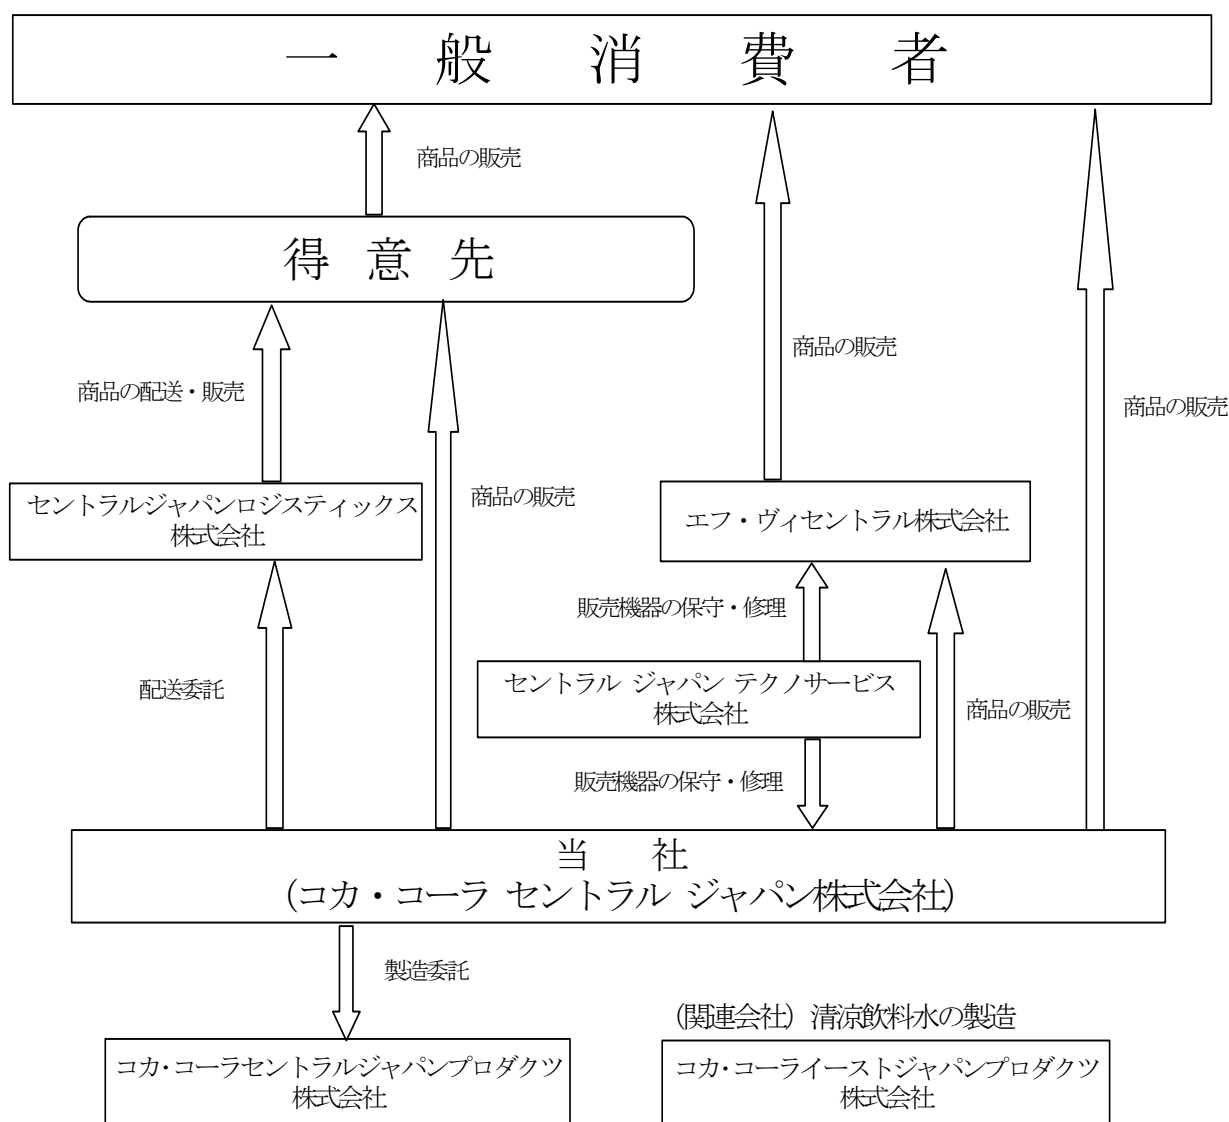 一般消費者
商品の販売
得意先
商品の販売
商品の配送・販売
商品の販売
セントラルジャパンロジスティックス
株式会社
商品の販売
エフ・ヴィセントラル株式会社
販売機器の保守・修理
セントラル ジャパン テクノサービス
株式会社
配送委託
商品の販売
販売機器の保守・修理
当社
(コカ・コーラ セントラル ジャパン株式会社)
製造委託
(関連会社) 清涼飲料水の製造
コカ・コーラセントラルジャパンプロダクツ
株式会社
コカ・コーライーストジャパンプロダクツ
株式会社